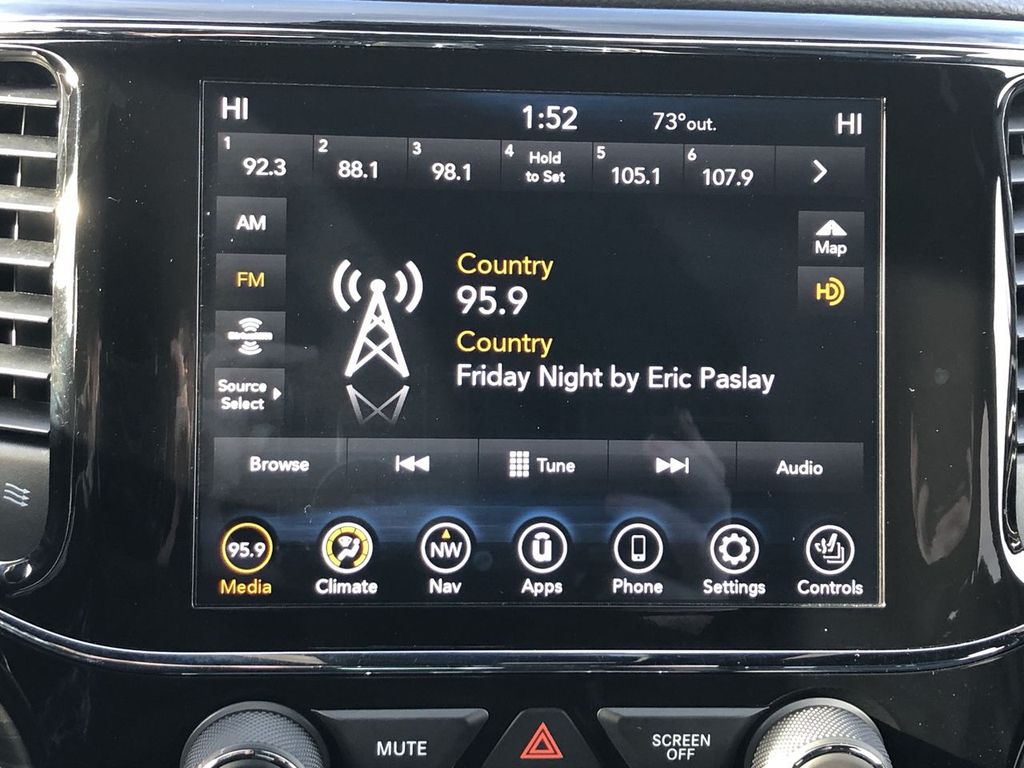 HI 1:52 73°out. HI
1 92.3 2 88.1 3 98.1 4 Hold to Set 5 105.1 6 107.9
AM
Map
FM
HD
Country
95.9
Country
Friday Night by Eric Paslay
Source
Select
Browse Tune Audio
95.9 NW
Media Climate Nav Apps Phone Settings Controls
MUTE SCREEN
OFF